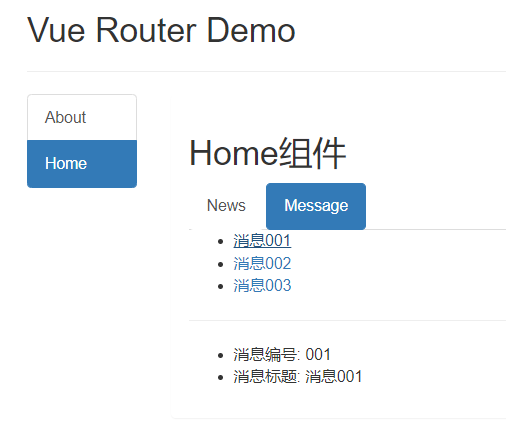 Vue Router Demo
About
Home
Home组件
News
Message
消息001
消息002
消息003
消息编号: 001
消息标题: 消息001